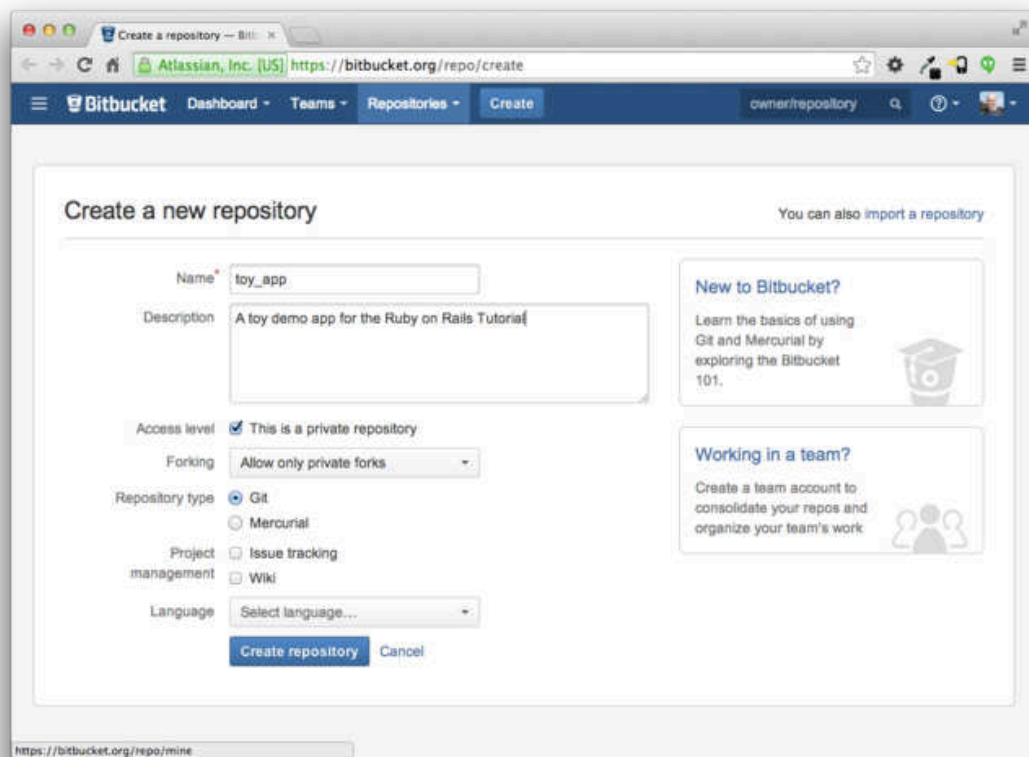 Create a repository — Bit
Atlassian, Inc. [US] https://bitbucket.org/repo/create
Bitbucket Dashboard Teams Repositories Create owner/repository
Create a new repository
You can also import a repository
Name*
toy_app
Description
A toy demo app for the Ruby on Rails Tutorial
Access level
This is a private repository
Forking
Allow only private forks
Repository type
Git
Mercurial
Project management
Issue tracking
Wiki
Language
Select language...
Create repository Cancel
New to Bitbucket?
Learn the basics of using
Git and Mercurial by
exploring the Bitbucket
101.
Working in a team?
Create a team account to
consolidate your repos and
organize your team's work
https://bitbucket.org/repo/mine